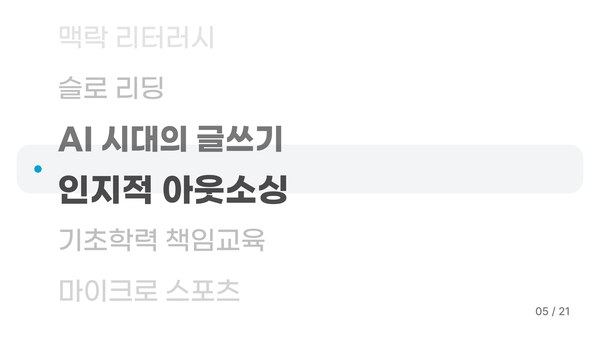 맥락 리터러시
슬로 리딩
AI 시대의 글쓰기
인지적 아웃소싱
기초학력 책임교육
마이크로 스포츠
05 / 21